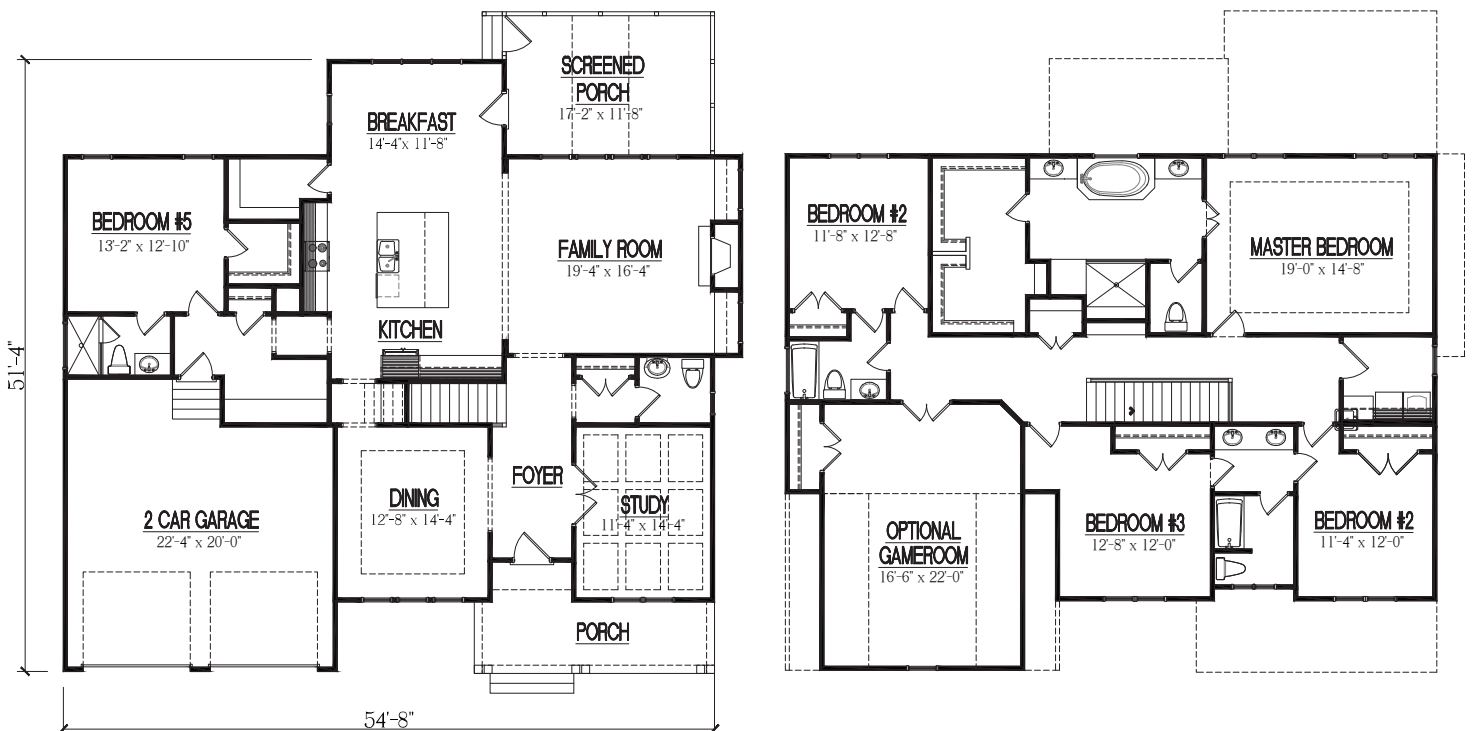 SCREENED
PORCH
17'-2" x 11'-8"
BREAKFAST
14'-4"x 11'-8"
BEDROOM #5
13'-2" x 12'-10"
FAMILY ROOM
19'-4" x 16'-4"
KITCHEN
51'-4"
FOYER
DINING
12'-8" x 14'-4"
STUDY
11'-4" x 14'-4"
2 CAR GARAGE
22'-4" x 20'-0"
PORCH
54'-8"
BEDROOM #2
11'-8" x 12'-8"
MASTER BEDROOM
19'-0" x 14'-8"
OPTIONAL
GAMEROOM
16'-6" x 22'-0"
BEDROOM #3
12'-8" x 12'-0"
BEDROOM #2
11'-4" x 12'-0"